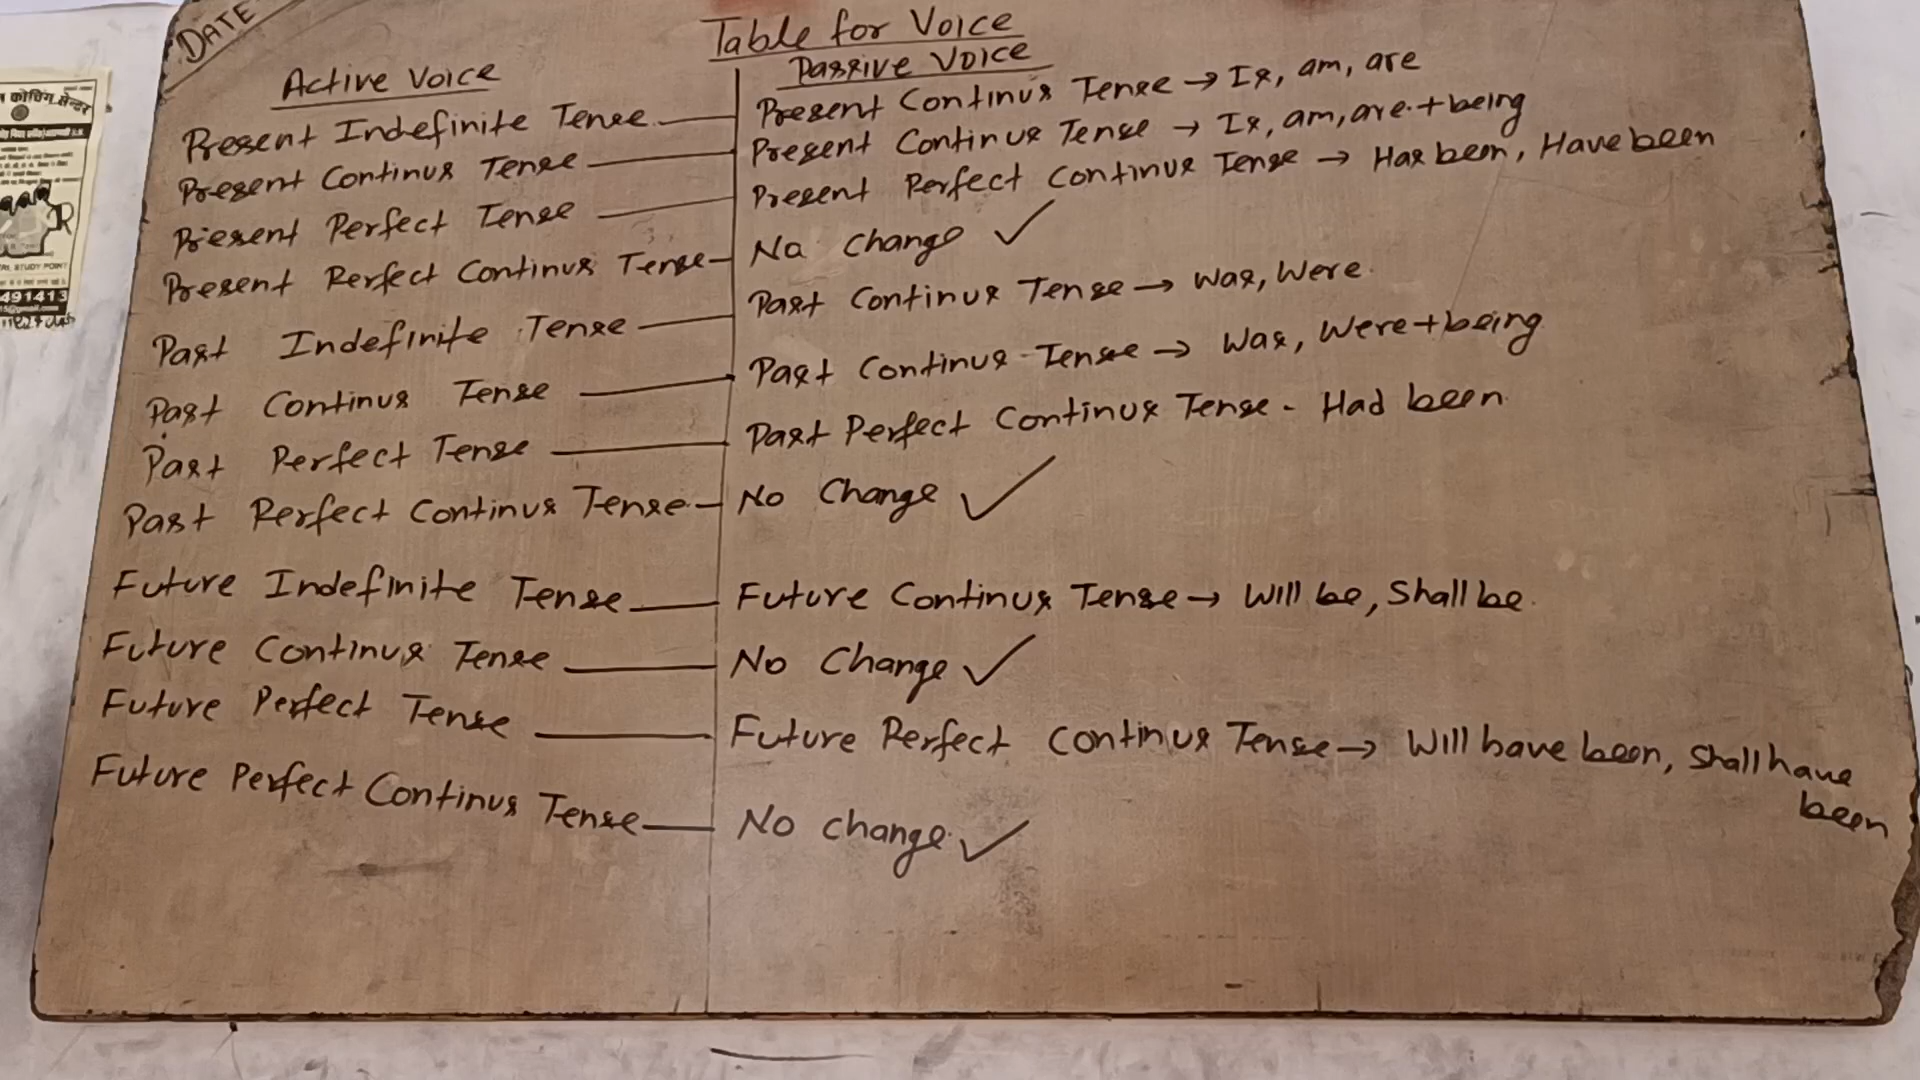 DATE
Table for Voice
Active Voice
Passive Voice
Present Indefinite Tense — Present Continus Tense → Is, am, are
Present Continus Tense — Present Continus Tense → Is, am, are + being
Present Perfect Tense — Present Perfect Continus Tense → Has been, Have been
Present Perfect Continus Tense — No Change ✓
Past Indefinite Tense — Past Continus Tense → Was, Were
Past Continus Tense — Past Continus Tense → Was, Were + being
Past Perfect Tense — Past Perfect Continus Tense - Had been
Past Perfect Continus Tense — No Change ✓
Future Indefinite Tense — Future Continus Tense → Will be, Shall be
Future Continus Tense — No Change ✓
Future Perfect Tense — Future Perfect Continus Tense → Will have been, Shall have
been
Future Perfect Continus Tense — No change ✓
कोचिंग सेन्टर
STUDY POINT
491413